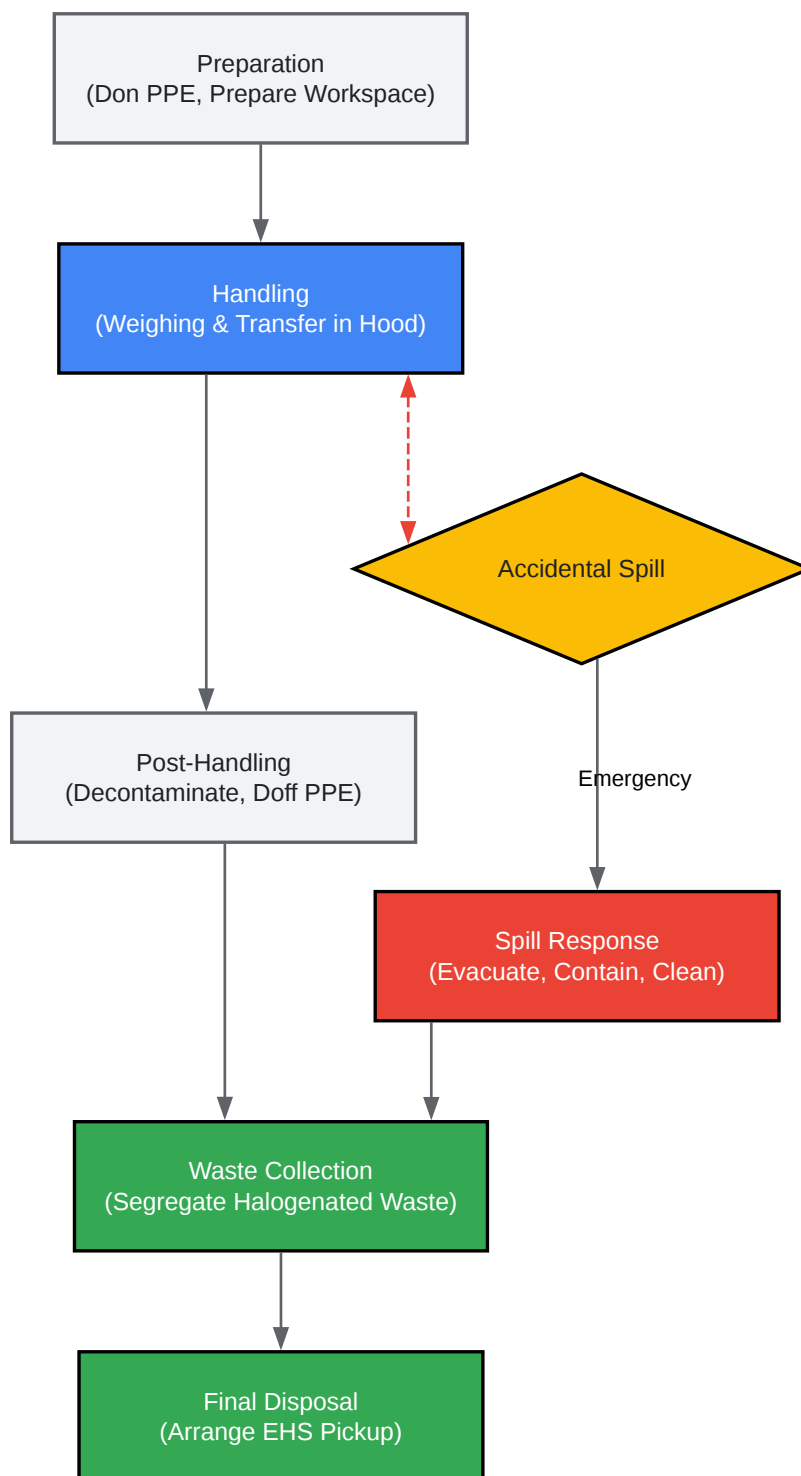 Preparation
(Don PPE, Prepare Workspace)
Handling
(Weighing & Transfer in Hood)
Accidental Spill
Post-Handling
(Decontaminate, Doff PPE)
Emergency
Spill Response
(Evacuate, Contain, Clean)
Waste Collection
(Segregate Halogenated Waste)
Final Disposal
(Arrange EHS Pickup)